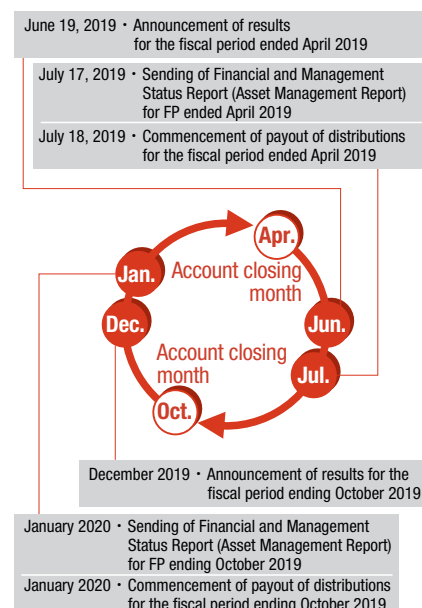 June 19, 2019・Announcement of results
for the fiscal period ended April 2019
July 17, 2019・Sending of Financial and Management
Status Report (Asset Management Report)
for FP ended April 2019
July 18, 2019・Commencement of payout of distributions
for the fiscal period ended April 2019
Apr.
Jan.
Account closing
month
Dec.
Jun.
Account closing
month
Jul.
Oct.
December 2019・Announcement of results for the
fiscal period ending October 2019
January 2020・Sending of Financial and Management
Status Report (Asset Management Report)
for FP ending October 2019
January 2020・Commencement of payout of distributions
for the fiscal period ending October 2019